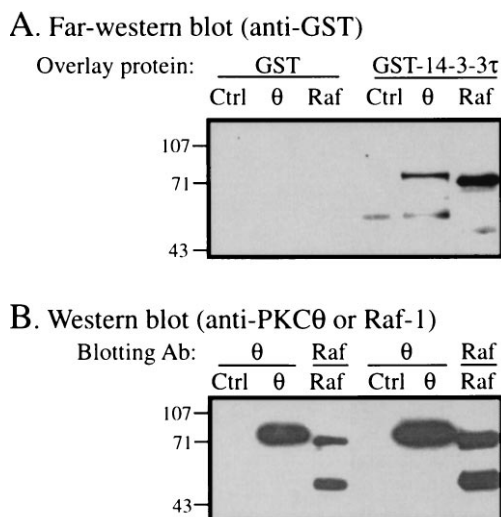 A. Far-western blot (anti-GST)
Overlay protein: GST GST-14-3-3τ
Ctrl θ Raf Ctrl θ Raf
107
71
43
B. Western blot (anti-PKCθ or Raf-1)
Blotting Ab: θ Raf θ Raf
Ctrl θ Raf Ctrl θ Raf
107
71
43